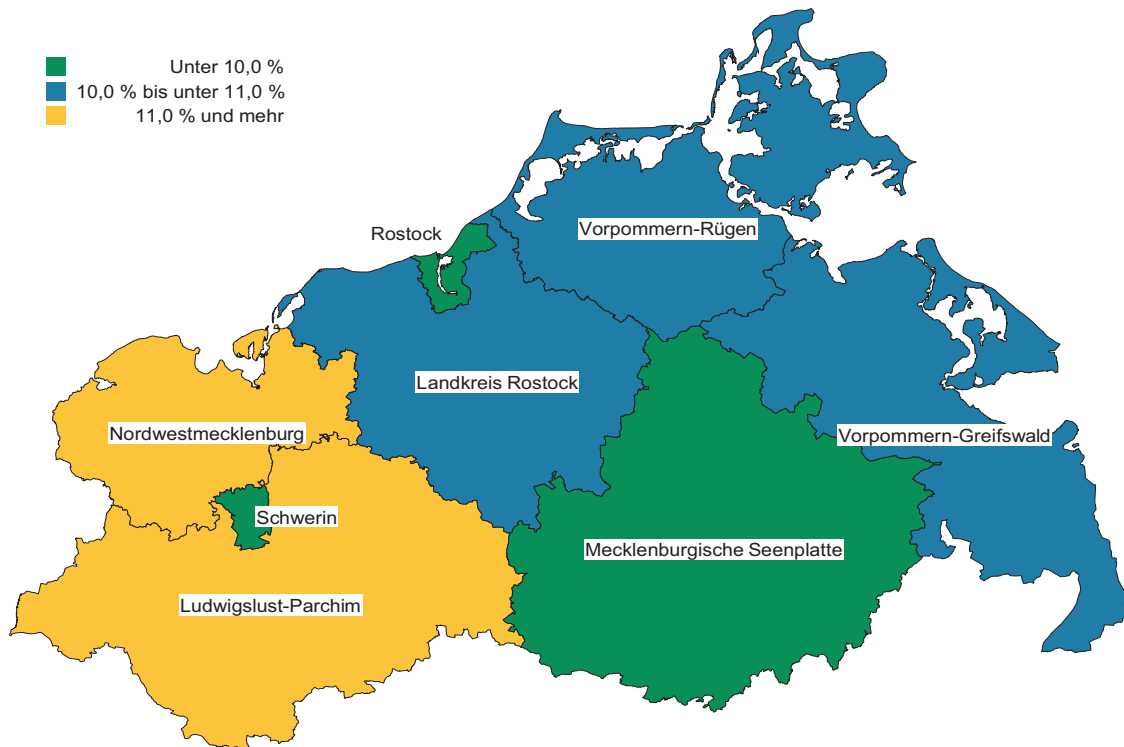 Unter 10,0 %
10,0 % bis unter 11,0 %
11,0 % und mehr
Rostock
Vorpommern-Rügen
Landkreis Rostock
Nordwestmecklenburg
Vorpommern-Greifswald
Schwerin
Mecklenburgische Seenplatte
Ludwigslust-Parchim